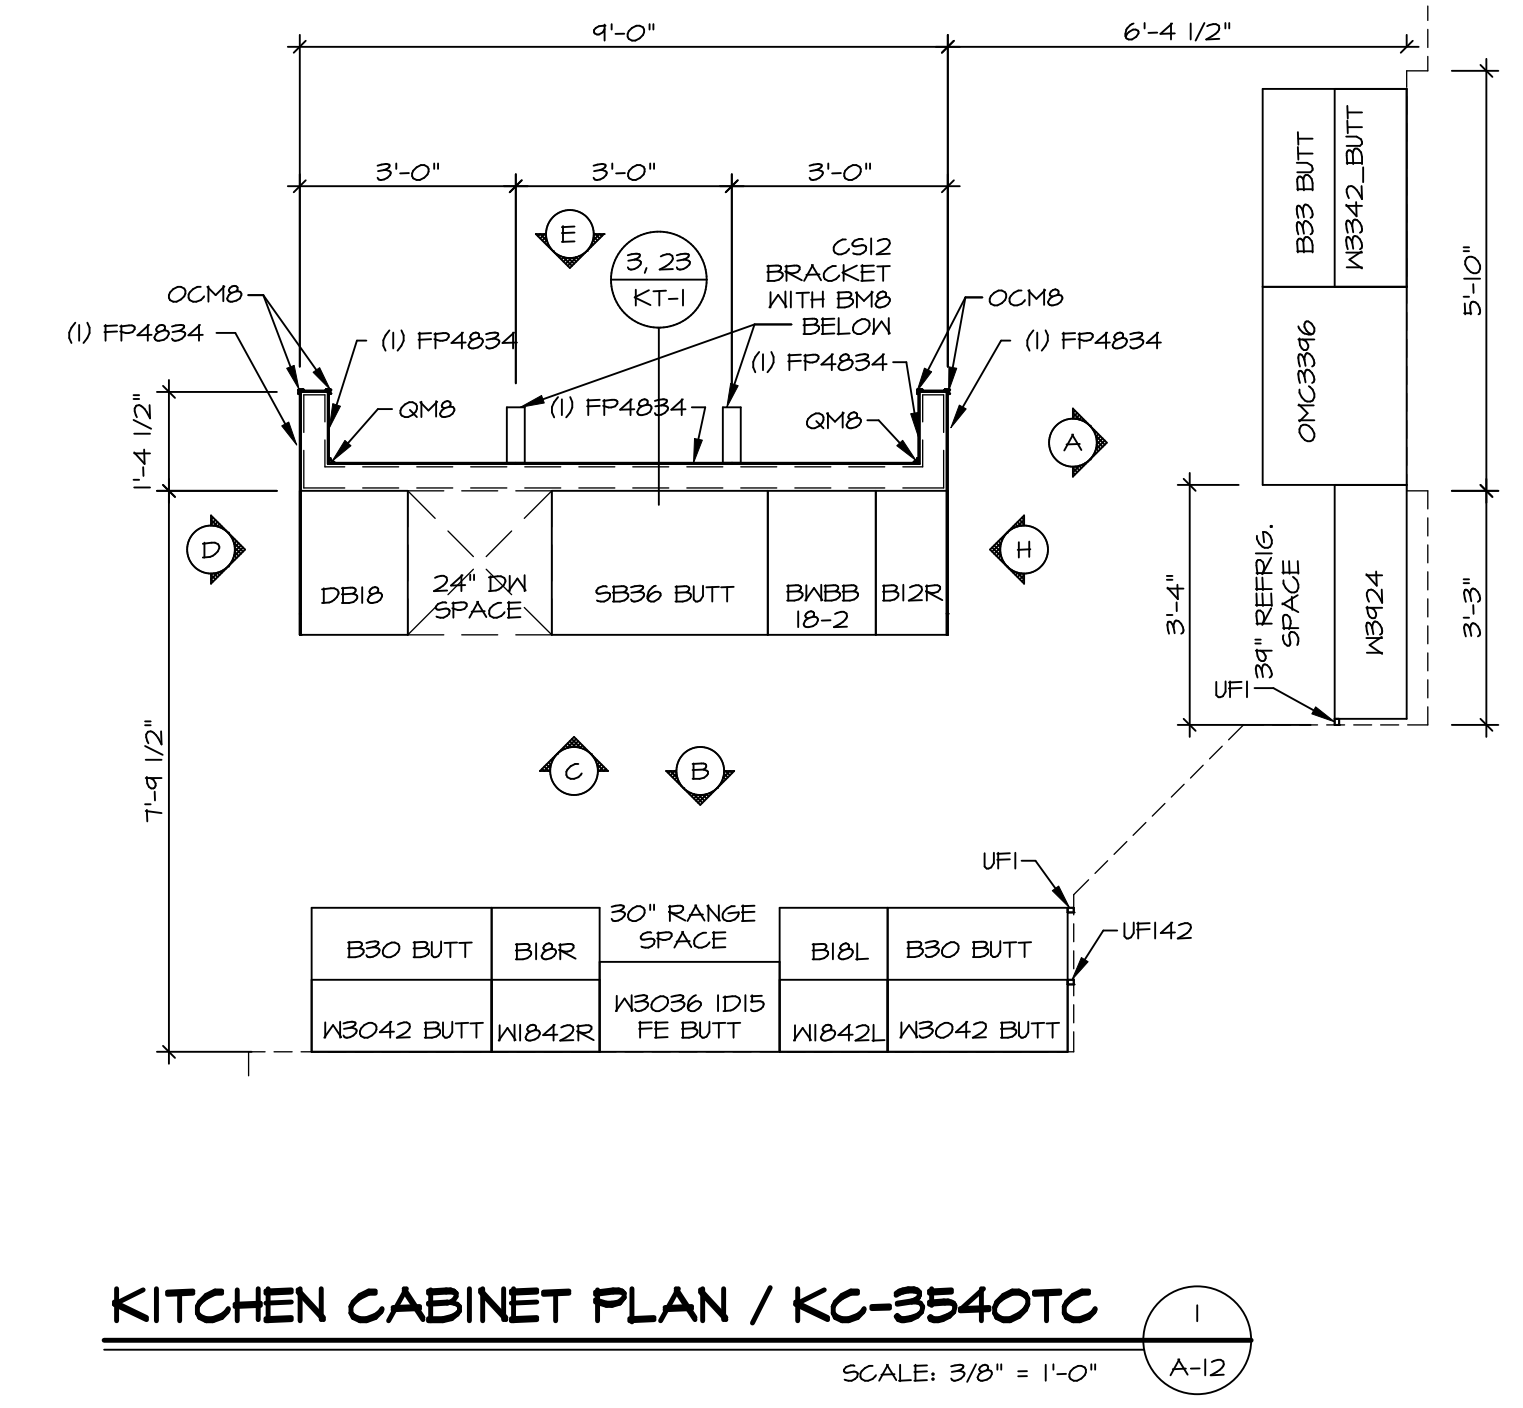 9'-0"
6'-4 1/2"
3'-0"
3'-0"
3'-0"
E
3, 23
KT-1
CS12
BRACKET
WITH BM8
BELOW
OCM8
(1) FP4834
(1) FP4834
QM8
(1) FP4834
(1) FP4834
QM8
OCM8
(1) FP4834
1'-4 1/2"
A
B33 BUTT
W3342_BUTT
OMC3396
5'-10"
D
H
DB18
24" DW
SPACE
SB36 BUTT
BWBB
18-2
B12R
3'-4"
39" REFRIG.
SPACE
W3924
3'-3"
UF1
7'-9 1/2"
C
B
UF1
UF142
30" RANGE
SPACE
B30 BUTT
B18R
B18L
B30 BUTT
W3042 BUTT
W1842R
W3036 1D15
FE BUTT
W1842L
W3042 BUTT
KITCHEN CABINET PLAN / KC-3540TC
1
A-12
SCALE: 3/8" = 1'-0"